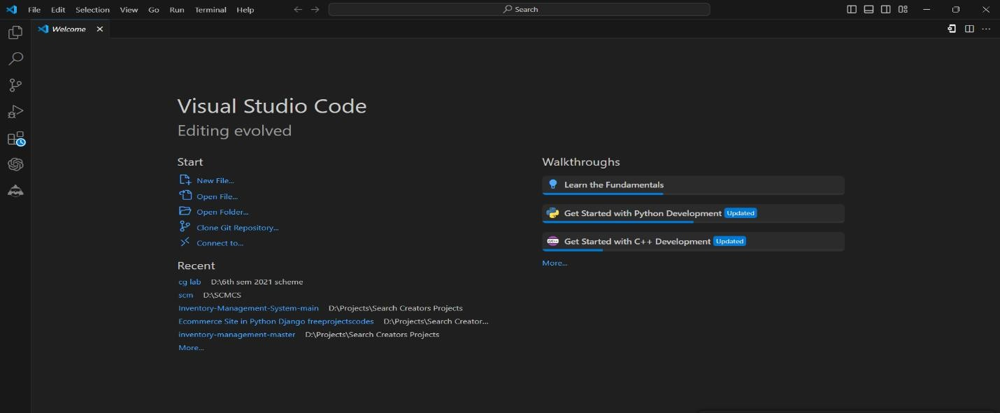 File Edit Selection View Go Run Terminal Help Search
Welcome
Visual Studio Code
Editing evolved
Start
New File...
Open File...
Open Folder...
Clone Git Repository...
Connect to...
Recent
cg lab D:\6th sem 2021 scheme
scm D:\SCMCS
Inventory-Management-System-main D:\Projects\Search Creators Projects
Ecommerce Site in Python Django freeprojectscodes D:\Projects\Search Creator...
inventory-management-master D:\Projects\Search Creators Projects
More...
Walkthroughs
Learn the Fundamentals
Get Started with Python Development Updated
C/C++ Get Started with C++ Development Updated
More...